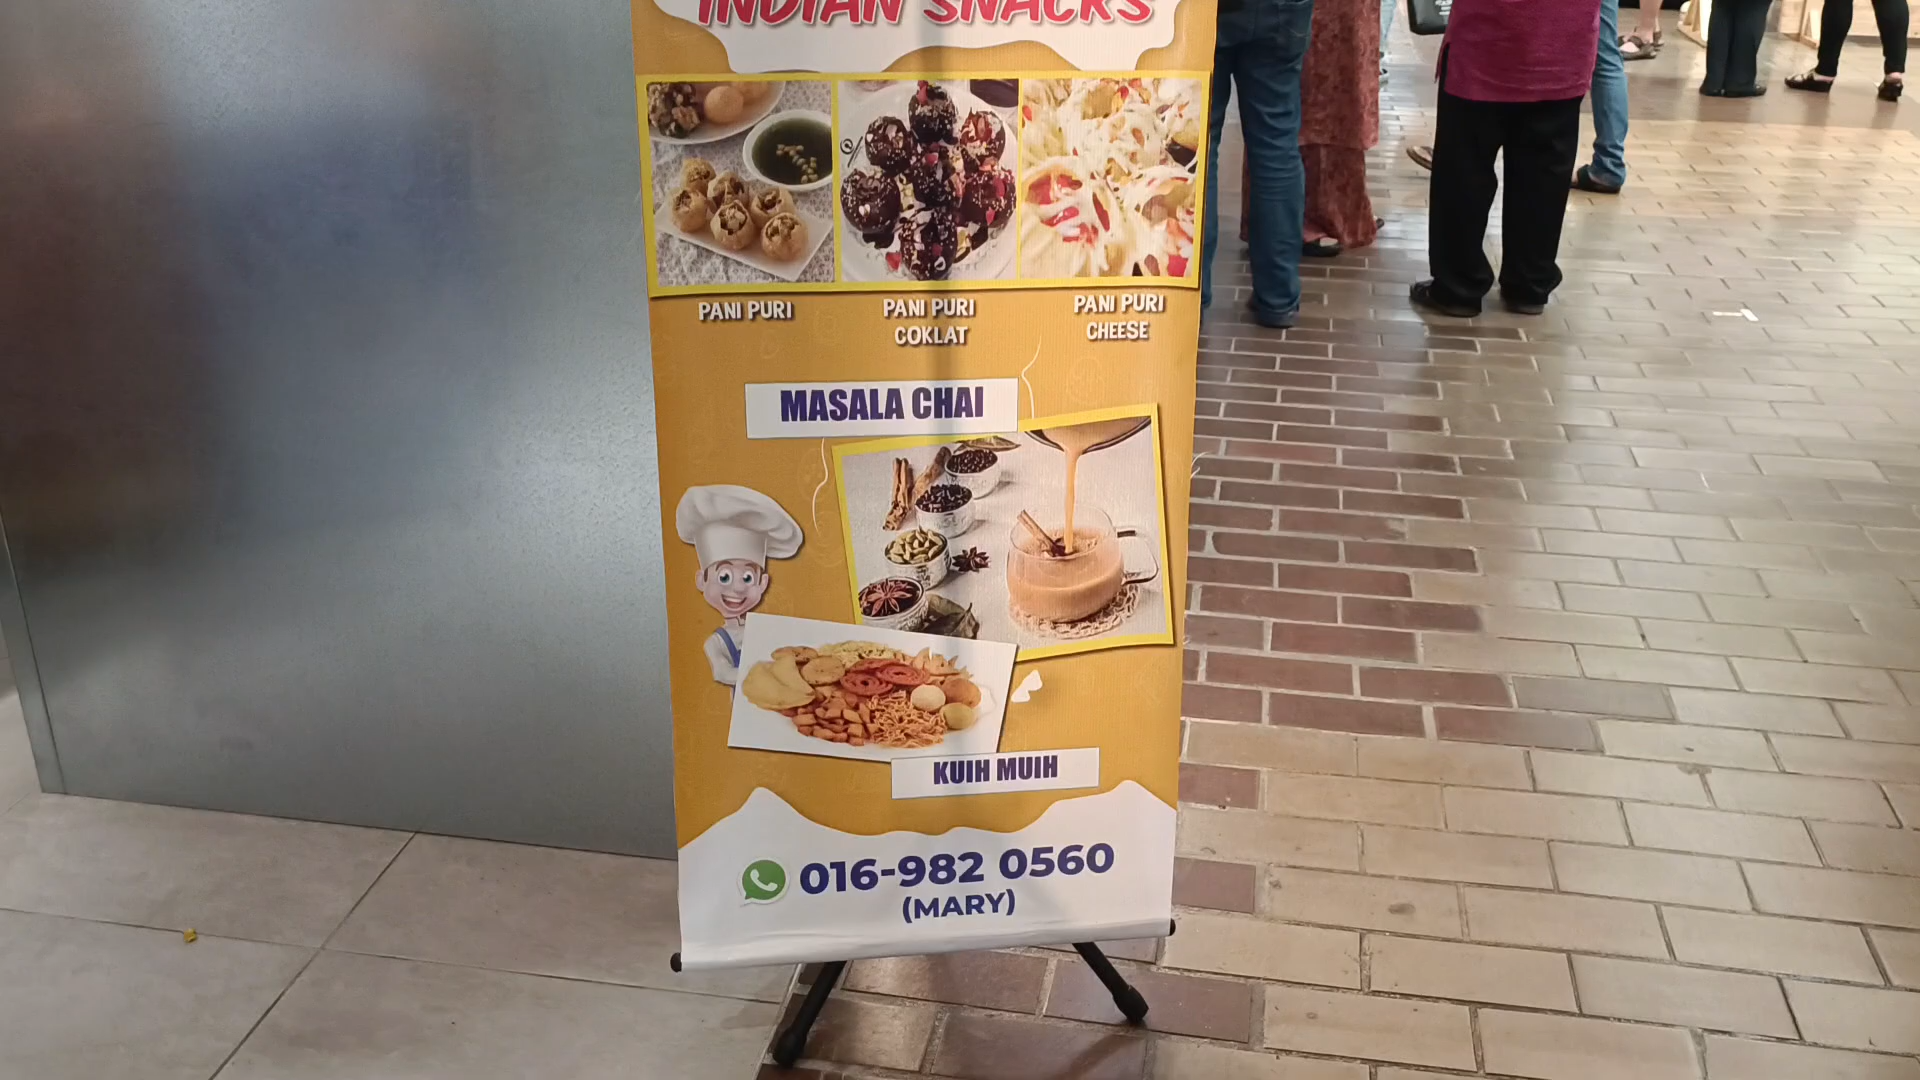 INDIAN SNACKS
PANI PURI
PANI PURI
COKLAT
PANI PURI
CHEESE
MASALA CHAI
KUIH MUIH
016-982 0560
(MARY)